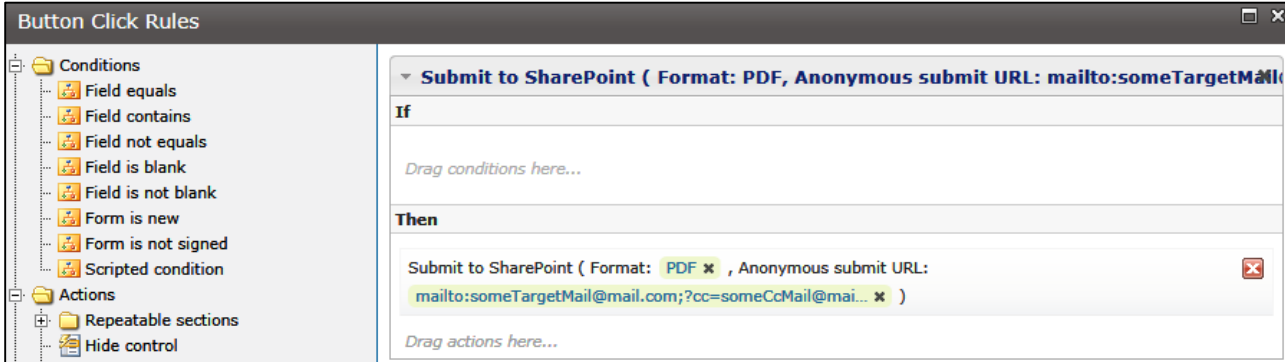 Button Click Rules
Conditions
Field equals
Field contains
Field not equals
Field is blank
Field is not blank
Form is new
Form is not signed
Scripted condition
Actions
Repeatable sections
Hide control
Submit to SharePoint ( Format: PDF, Anonymous submit URL: mailto:someTargetMail
If
Drag conditions here...
Then
Submit to SharePoint ( Format: PDF , Anonymous submit URL:
mailto:someTargetMail@mail.com;?cc=someCcMail@mai... )
Drag actions here...